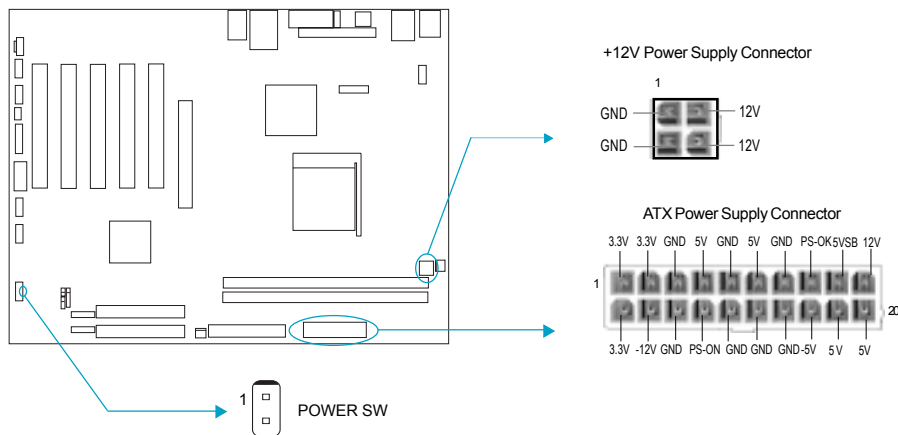 +12V Power Supply Connector
1
GND 12V
GND 12V
ATX Power Supply Connector
3.3V 3.3V GND 5V GND 5V GND PS-OK 5VSB 12V
1
20
3.3V -12V GND PS-ON GND GND GND -5V 5V 5V
1
POWER SW